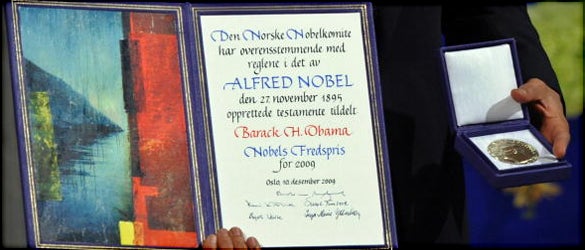 Den Norske Nobelkomite
har overensstemmende med
reglene i det av
ALFRED NOBEL
den 27. november 1895
opprettede testamente tildelt
Barack H. Obama
Nobels Fredspris
for 2009
Oslo, 10. desember 2009